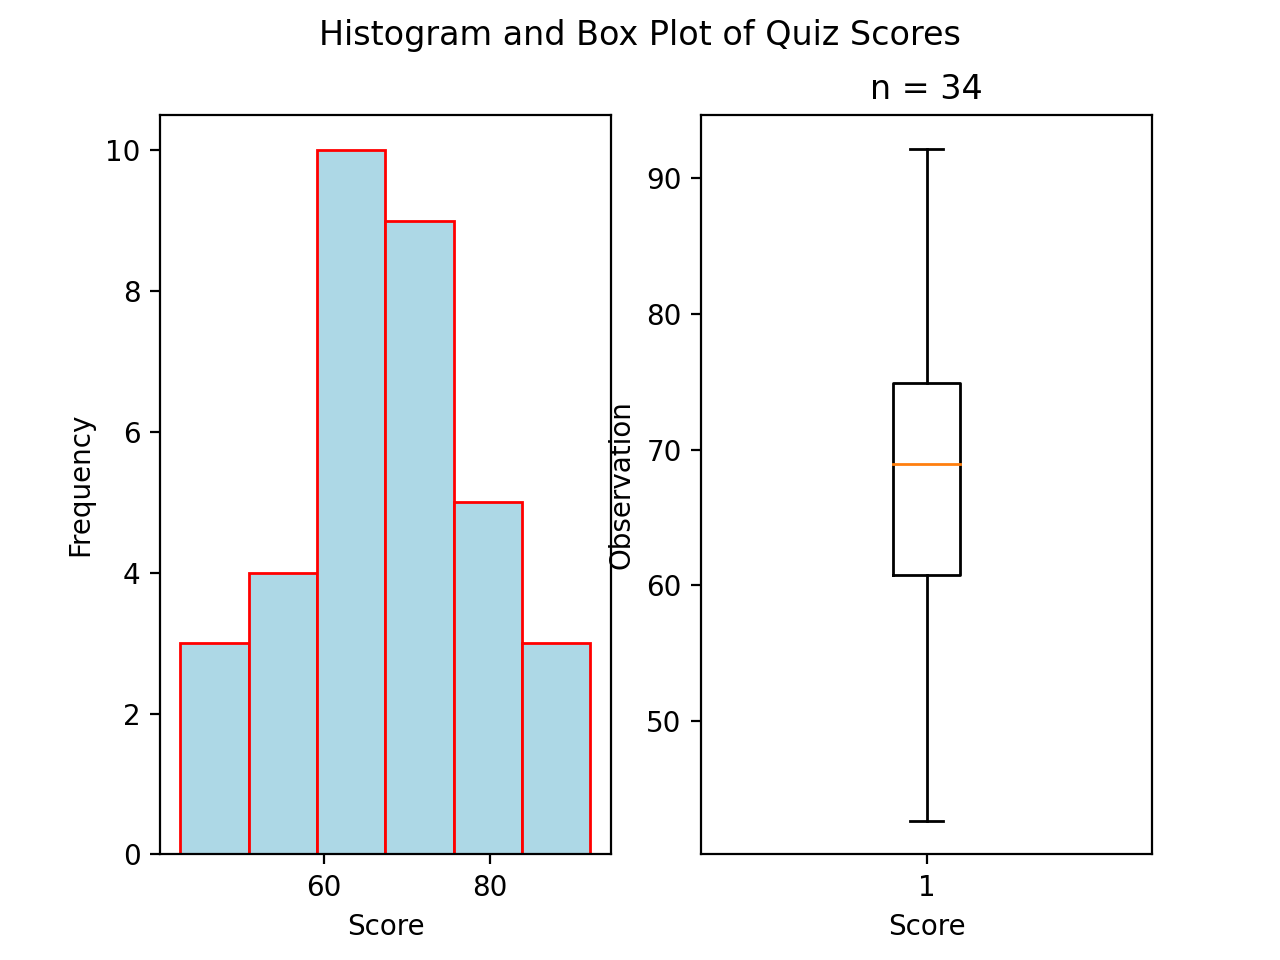 Histogram and Box Plot of Quiz Scores
Frequency
10
8
6
4
2
0
60 80
Score
n = 34
Observation
90
80
70
60
50
1
Score